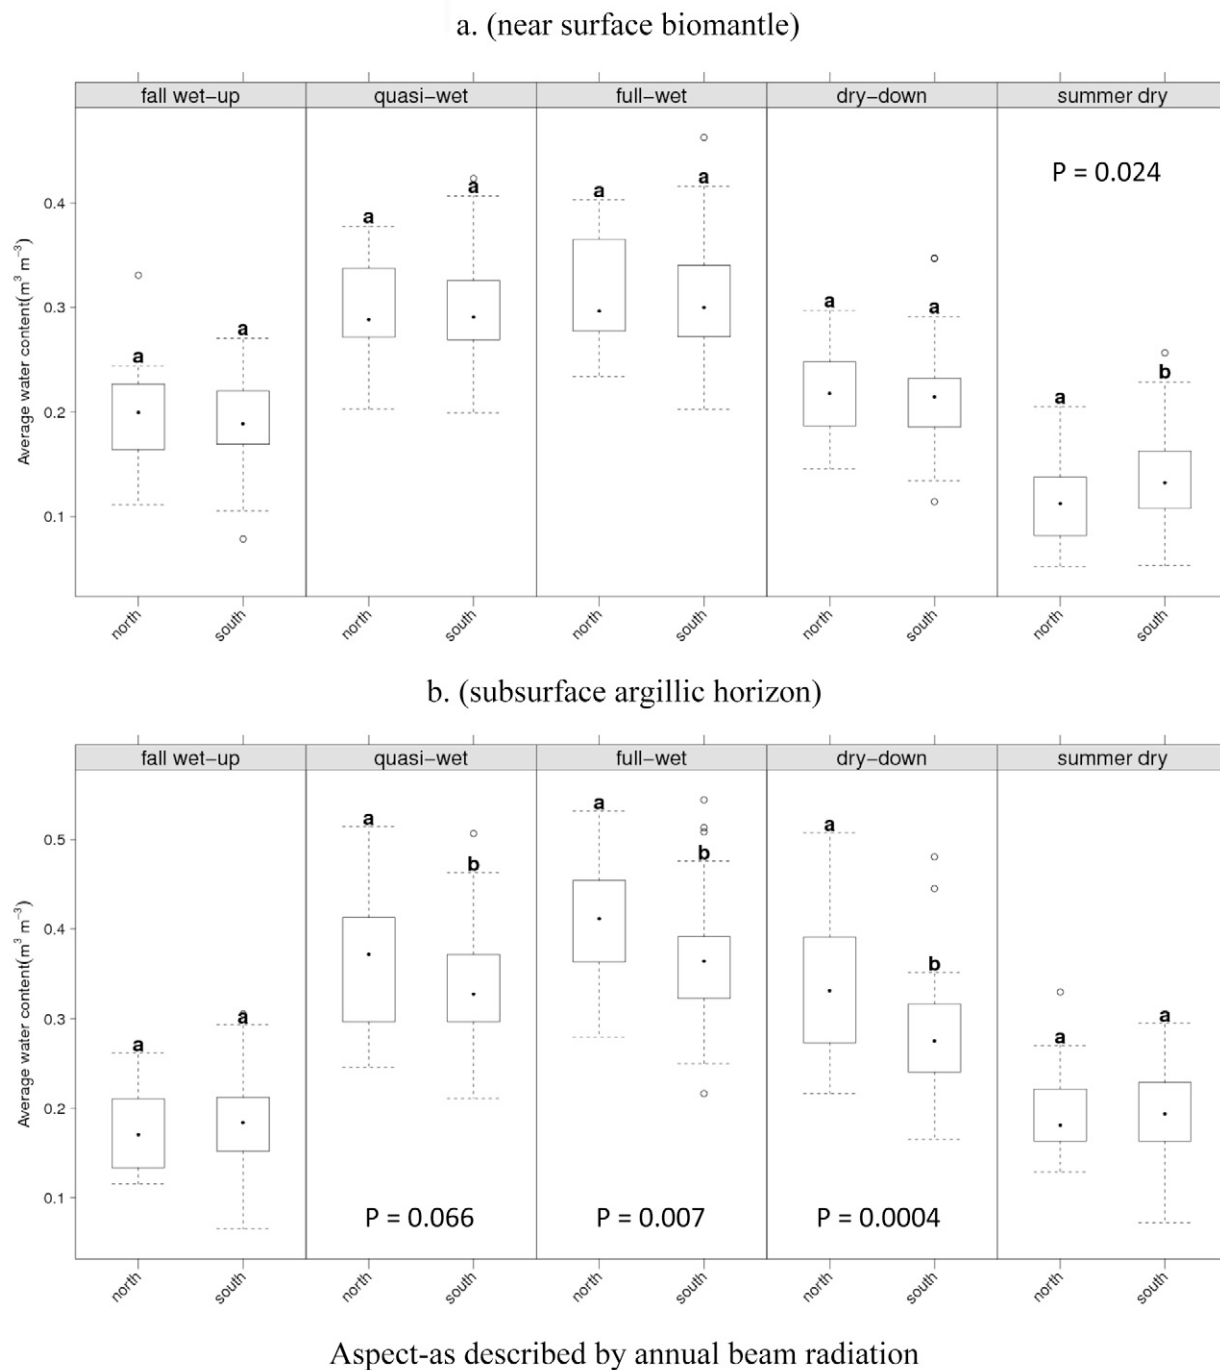 a. (near surface biomantle)
fall wet−up quasi−wet full−wet dry−down summer dry
P = 0.024
a a a a a a a a a b
Average water content(m³ m⁻³)
0.4
0.3
0.2
0.1
north south north south north south north south north south
b. (subsurface argillic horizon)
fall wet−up quasi−wet full−wet dry−down summer dry
a a a b a b a b a a
Average water content(m³ m⁻³)
0.5
0.4
0.3
0.2
0.1
P = 0.066 P = 0.007 P = 0.0004
north south north south north south north south north south
Aspect-as described by annual beam radiation